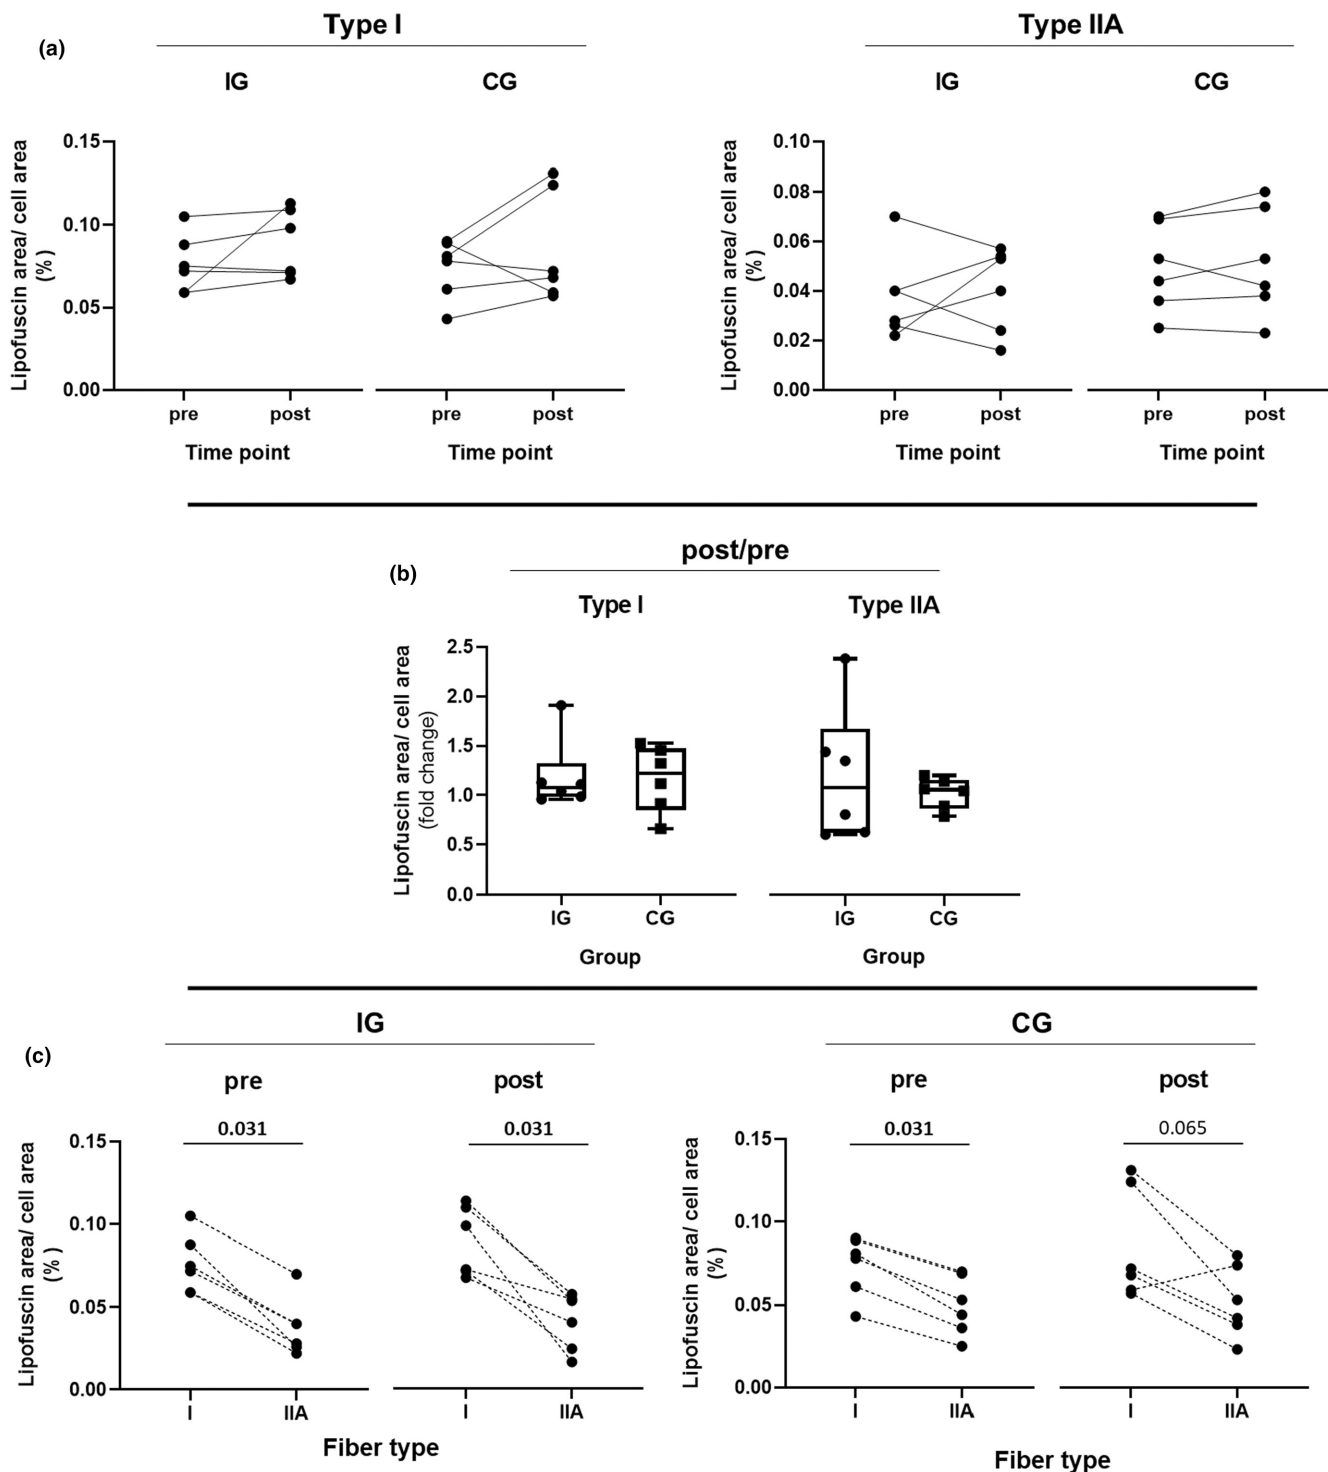 (a)
Type I
Type IIA
IG
CG
IG
CG
Lipofuscin area/ cell area
(%)
0.15
0.10
0.05
0.00
pre
post
pre
post
Time point
Time point
Lipofuscin area/ cell area
(%)
0.10
0.08
0.06
0.04
0.02
0.00
pre
post
pre
post
Time point
Time point
(b)
post/pre
Type I
Type IIA
Lipofuscin area/ cell area
(fold change)
2.5
2.0
1.5
1.0
0.5
0.0
IG
CG
IG
CG
Group
Group
(c)
IG
CG
pre
post
pre
post
0.031
0.031
0.031
0.065
Lipofuscin area/ cell area
(%)
0.15
0.10
0.05
0.00
I
IIA
I
IIA
Fiber type
Lipofuscin area/ cell area
(%)
0.15
0.10
0.05
0.00
I
IIA
I
IIA
Fiber type